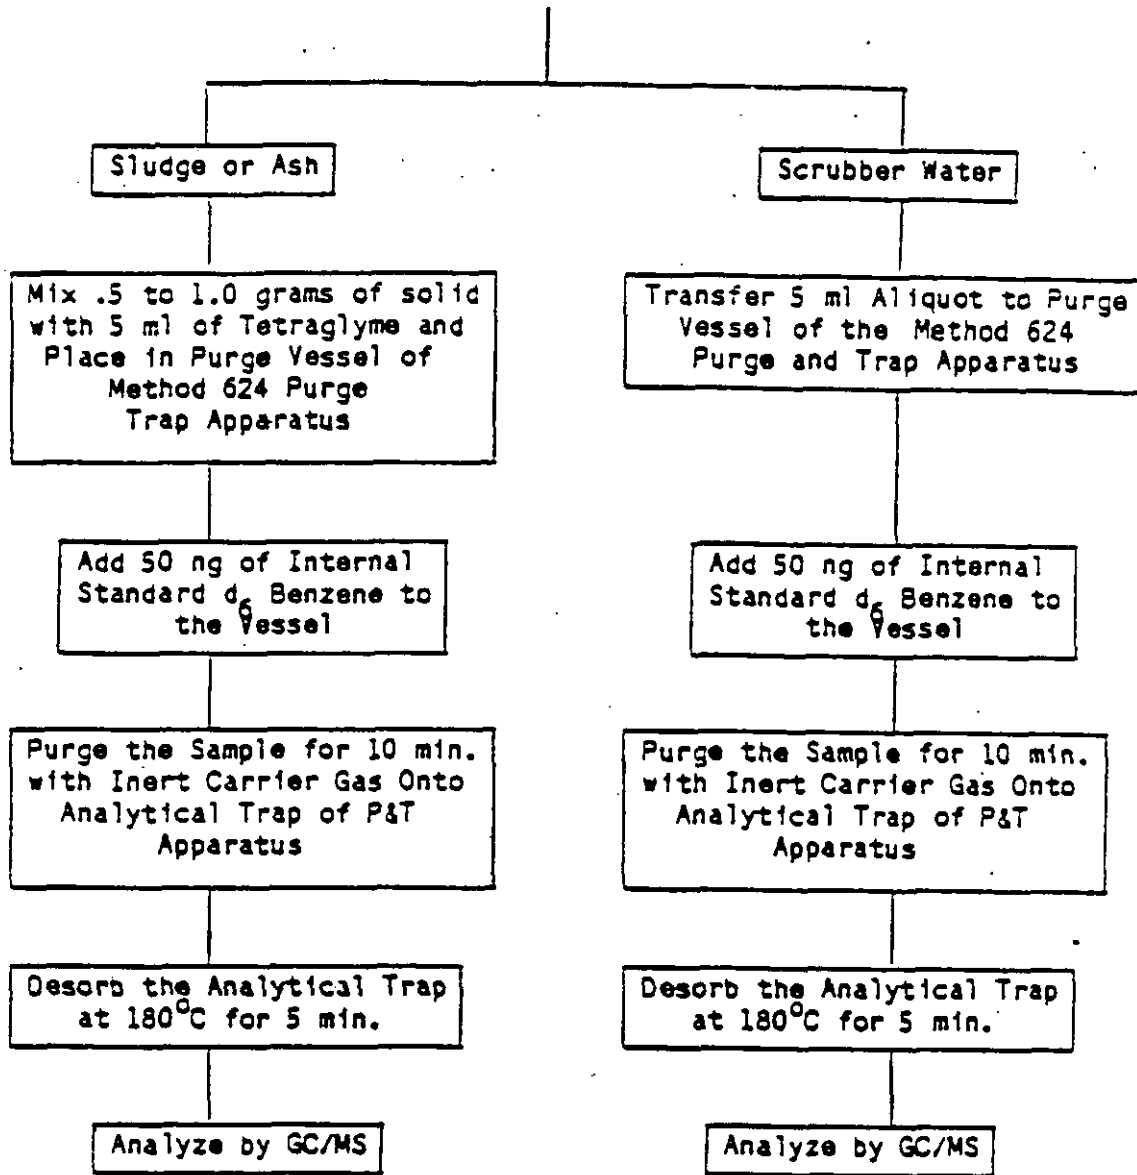 Sludge or Ash
Mix .5 to 1.0 grams of solid
with 5 ml of Tetraglyme and
Place in Purge Vessel of
Method 624 Purge
Trap Apparatus
Add 50 ng of Internal
Standard d6 Benzene to
the Vessel
Purge the Sample for 10 min.
with Inert Carrier Gas Onto
Analytical Trap of P&T
Apparatus
Desorb the Analytical Trap
at 180°C for 5 min.
Analyze by GC/MS
Scrubber Water
Transfer 5 ml Aliquot to Purge
Vessel of the Method 624
Purge and Trap Apparatus
Add 50 ng of Internal
Standard d6 Benzene to
the Vessel
Purge the Sample for 10 min.
with Inert Carrier Gas Onto
Analytical Trap of P&T
Apparatus
Desorb the Analytical Trap
at 180°C for 5 min.
Analyze by GC/MS